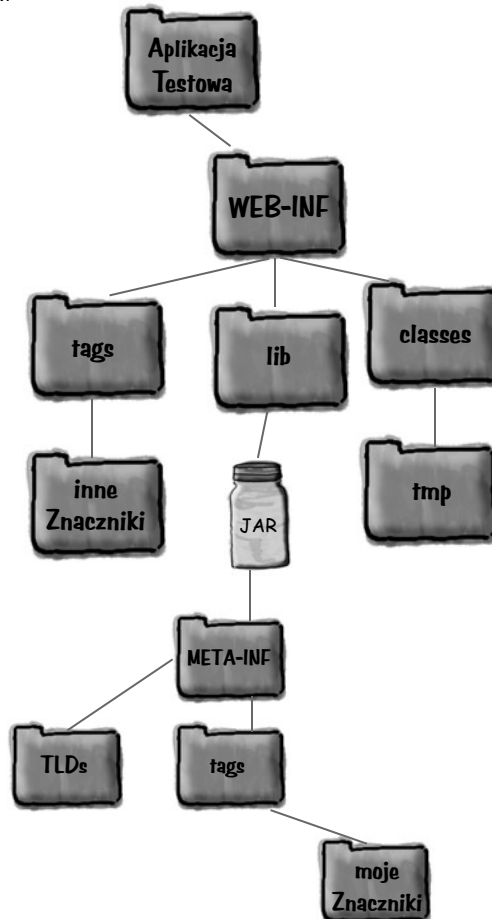 Aplikacja
Testowa
WEB-INF
tags
lib
classes
inne
Znaczniki
JAR
tmp
META-INF
TLDs
tags
moje
Znaczniki